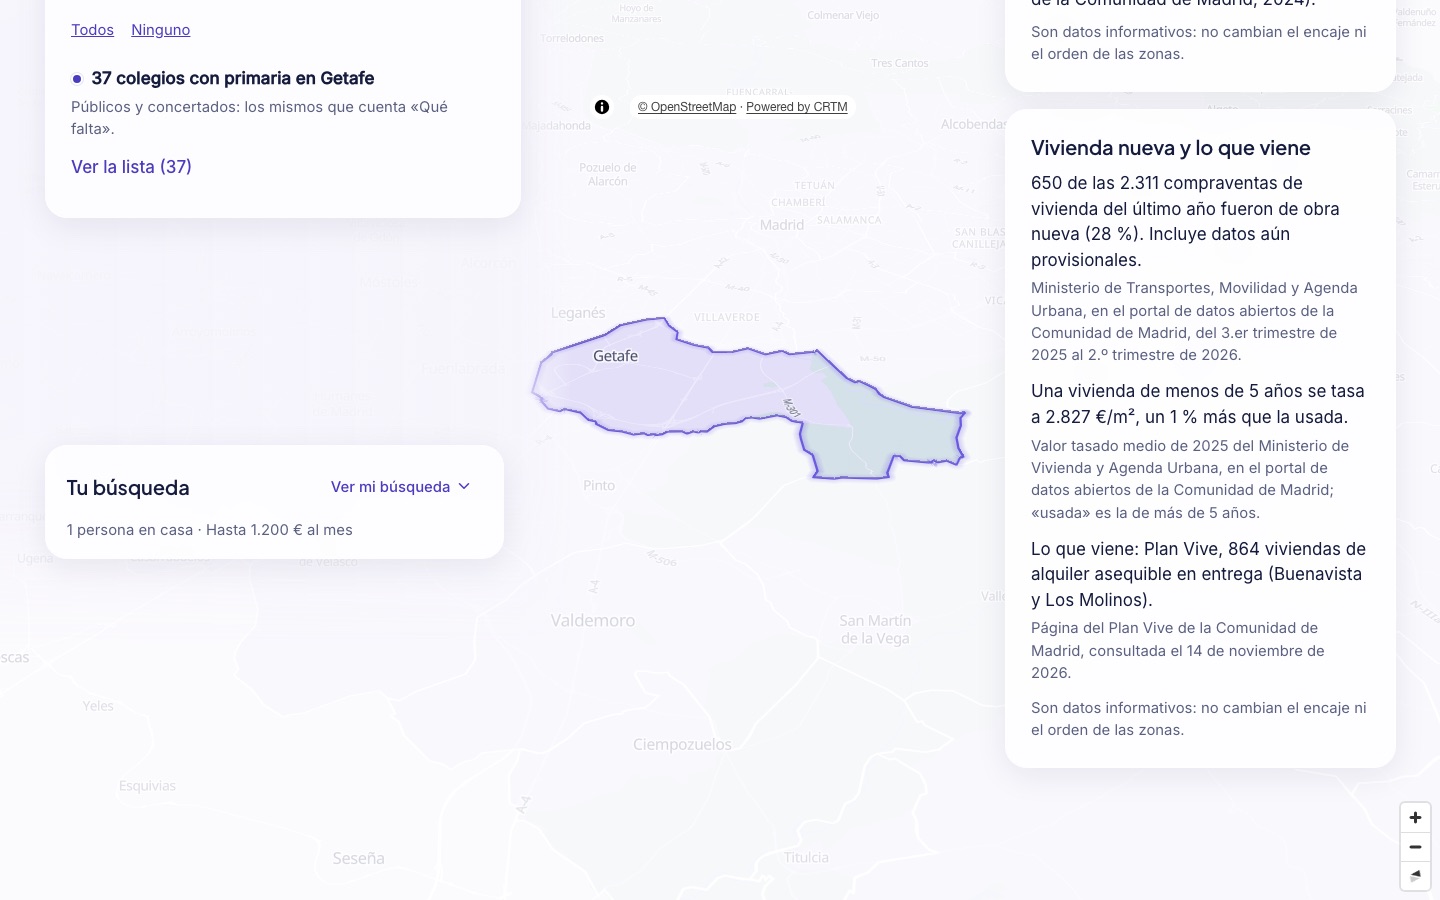 Todos Ninguno
37 colegios con primaria en Getafe
Públicos y concertados: los mismos que cuenta «Qué
falta».
Ver la lista (37)
Tu búsqueda
Ver mi búsqueda
1 persona en casa · Hasta 1.200 € al mes
Hoyo de
Manzanares
Colmenar Viejo
Torrelodones
Tres Cantos
FUENCARRAL-
© OpenStreetMap · Powered by CRTM
Majadahonda
Alcobendas
Pozuelo de
Alarcón
TETUÁN
CHAMBERÍ
Madrid
SALAMANCA
SAN BLAS
CANILLEJA
Leganés
VILLAVERDE
Getafe
M-301
Pinto
M-506
A-4
Valdemoro
San Martín
de la Vega
Ugena
de Velasco
Yeles
Ciempozuelos
Esquivias
A-4
Seseña
Titulcia
de la Comunidad de Madrid, 2024).
Son datos informativos: no cambian el encaje ni
el orden de las zonas.
Vivienda nueva y lo que viene
650 de las 2.311 compraventas de
vivienda del último año fueron de obra
nueva (28 %). Incluye datos aún
provisionales.
Ministerio de Transportes, Movilidad y Agenda
Urbana, en el portal de datos abiertos de la
Comunidad de Madrid, del 3.er trimestre de
2025 al 2.º trimestre de 2026.
Una vivienda de menos de 5 años se tasa
a 2.827 €/m², un 1 % más que la usada.
Valor tasado medio de 2025 del Ministerio de
Vivienda y Agenda Urbana, en el portal de
datos abiertos de la Comunidad de Madrid;
«usada» es la de más de 5 años.
Lo que viene: Plan Vive, 864 viviendas de
alquiler asequible en entrega (Buenavista
y Los Molinos).
Página del Plan Vive de la Comunidad de
Madrid, consultada el 14 de noviembre de
2026.
Son datos informativos: no cambian el encaje ni
el orden de las zonas.